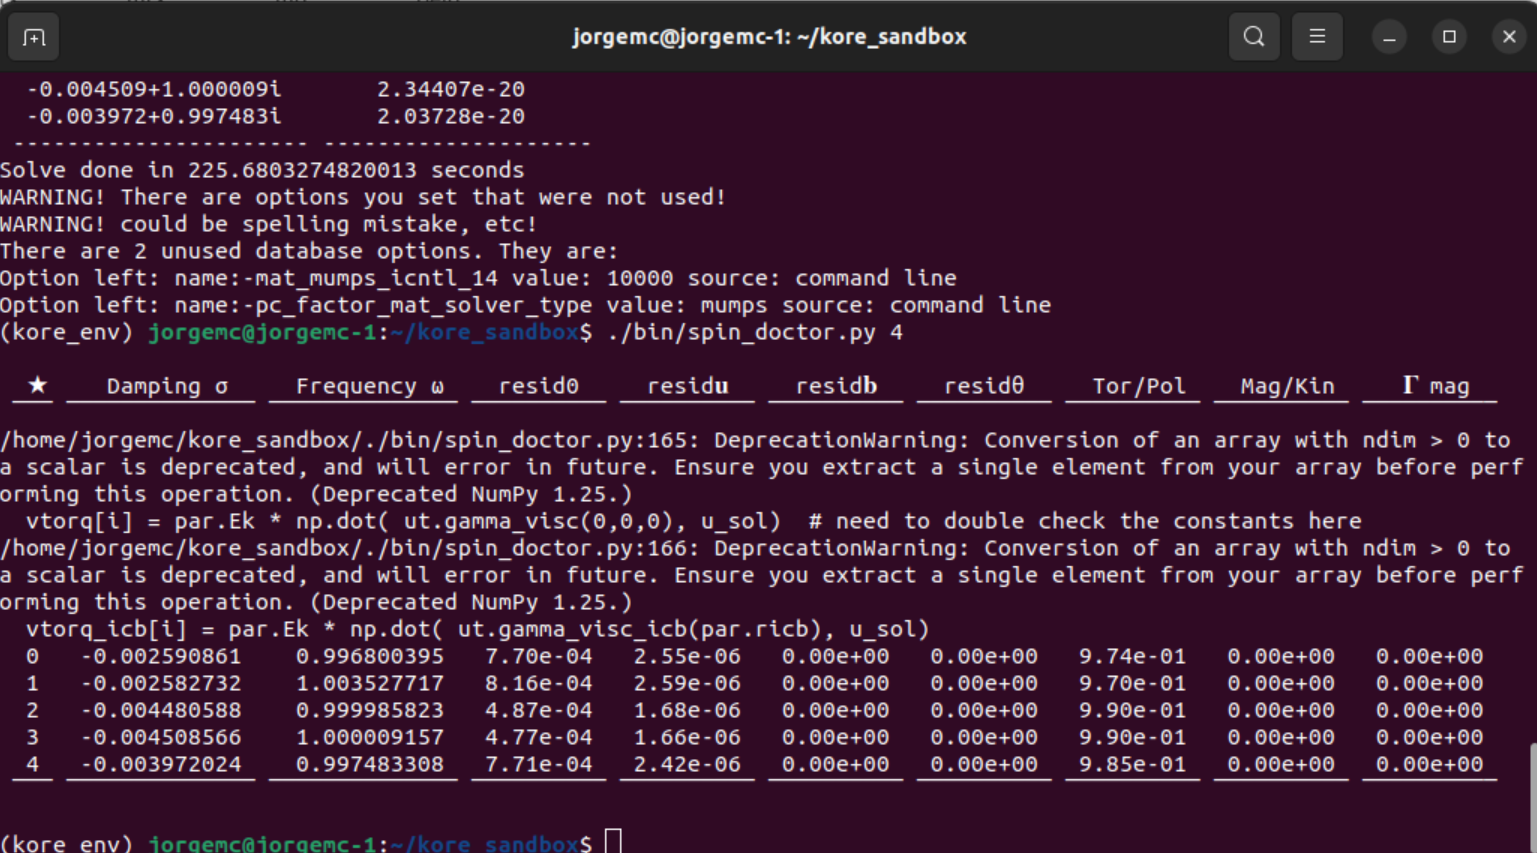 jorgemc@jorgemc-1: ~/kore_sandbox
-0.004509+1.000009i 2.34407e-20
-0.003972+0.997483i 2.03728e-20
---------------------- --------------------
Solve done in 225.6803274820013 seconds
WARNING! There are options you set that were not used!
WARNING! could be spelling mistake, etc!
There are 2 unused database options. They are:
Option left: name:-mat_mumps_icntl_14 value: 10000 source: command line
Option left: name:-pc_factor_mat_solver_type value: mumps source: command line
(kore_env) jorgemc@jorgemc-1:~/kore_sandbox$ ./bin/spin_doctor.py 4
★ Damping σ Frequency ω resid0 resid𝐮 resid𝐛 residθ Tor/Pol Mag/Kin 𝚪 mag
/home/jorgemc/kore_sandbox/./bin/spin_doctor.py:165: DeprecationWarning: Conversion of an array with ndim > 0 to
a scalar is deprecated, and will error in future. Ensure you extract a single element from your array before perf
orming this operation. (Deprecated NumPy 1.25.)
vtorq[i] = par.Ek * np.dot( ut.gamma_visc(0,0,0), u_sol) # need to double check the constants here
/home/jorgemc/kore_sandbox/./bin/spin_doctor.py:166: DeprecationWarning: Conversion of an array with ndim > 0 to
a scalar is deprecated, and will error in future. Ensure you extract a single element from your array before perf
orming this operation. (Deprecated NumPy 1.25.)
vtorq_icb[i] = par.Ek * np.dot( ut.gamma_visc_icb(par.ricb), u_sol)
0 -0.002590861 0.996800395 7.70e-04 2.55e-06 0.00e+00 0.00e+00 9.74e-01 0.00e+00 0.00e+00
1 -0.002582732 1.003527717 8.16e-04 2.59e-06 0.00e+00 0.00e+00 9.70e-01 0.00e+00 0.00e+00
2 -0.004480588 0.999985823 4.87e-04 1.68e-06 0.00e+00 0.00e+00 9.90e-01 0.00e+00 0.00e+00
3 -0.004508566 1.000009157 4.77e-04 1.66e-06 0.00e+00 0.00e+00 9.90e-01 0.00e+00 0.00e+00
4 -0.003972024 0.997483308 7.71e-04 2.42e-06 0.00e+00 0.00e+00 9.85e-01 0.00e+00 0.00e+00
(kore_env) jorgemc@jorgemc-1:~/kore_sandbox$